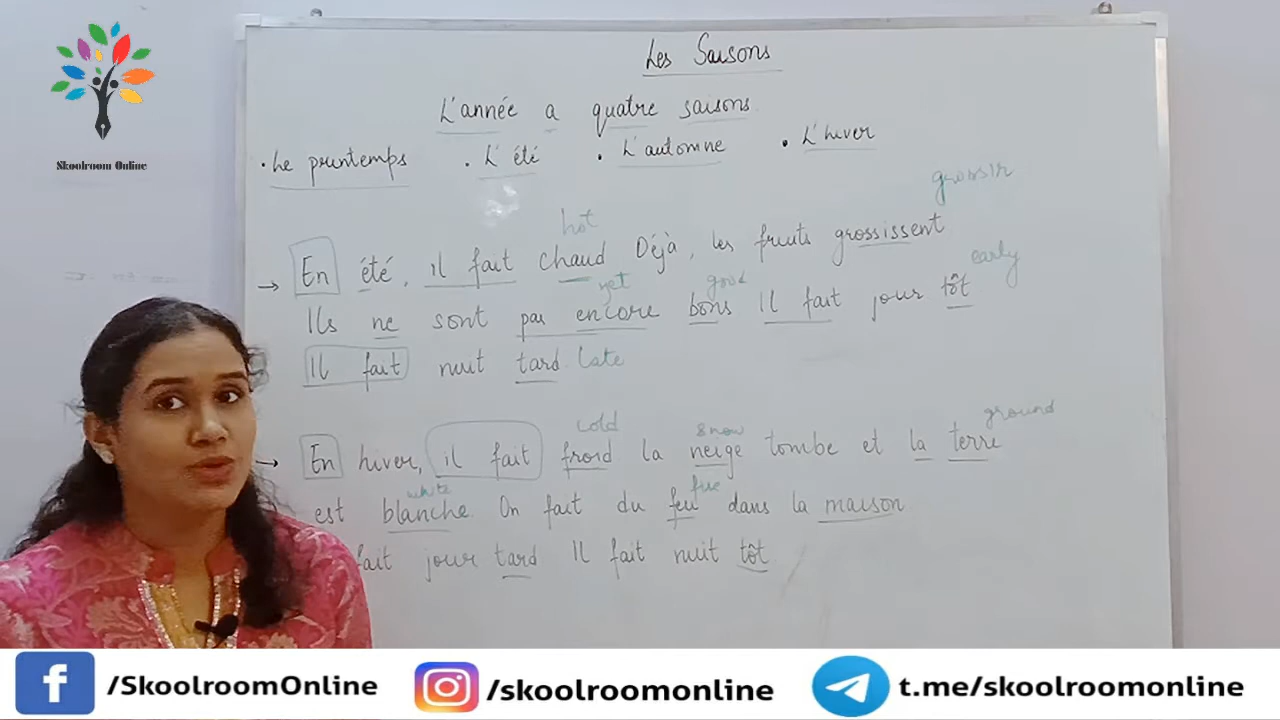 Skoolroom Online
Les Saisons
L'année a quatre saisons
• Le printemps • L'été • L'automne • L'hiver
grossir
hot
→ En été, il fait chaud Déjà, les fruits grossissent
yet good early
Ils ne sont pas encore bons Il fait jour tôt
Il fait nuit tard late
cold snow ground
→ En hiver, il fait froid la neige tombe et la terre
white fire
est blanche. On fait du feu dans la maison
fait jour tard Il fait nuit tôt
/SkoolroomOnline /skoolroomonline t.me/skoolroomonline